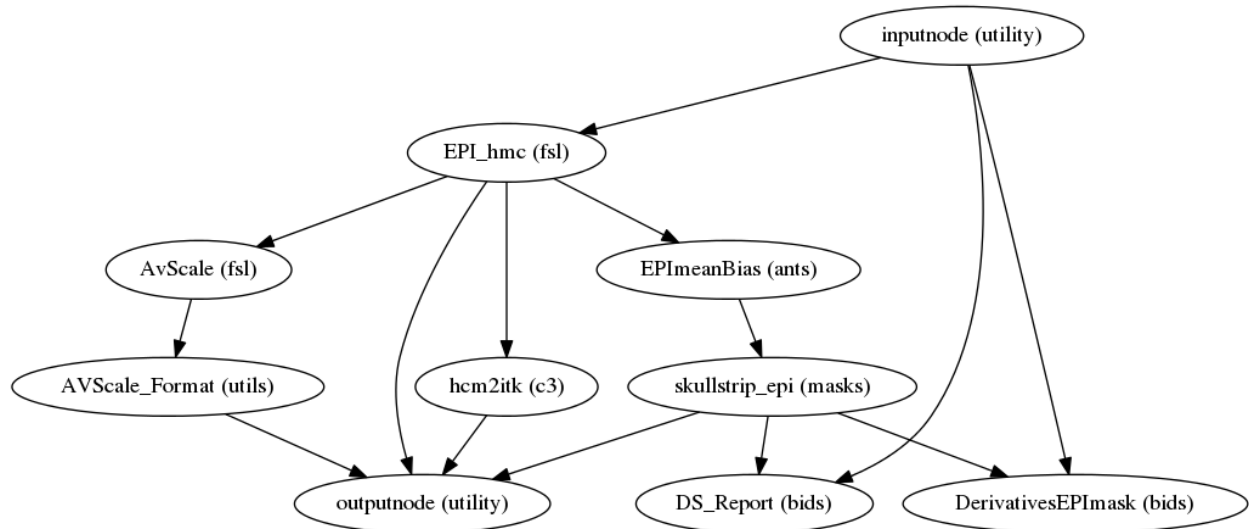 inputnode (utility)
EPI_hmc (fsl)
AvScale (fsl)
EPImeanBias (ants)
AVScale_Format (utils)
hcm2itk (c3)
skullstrip_epi (masks)
outputnode (utility)
DS_Report (bids)
DerivativesEPImask (bids)